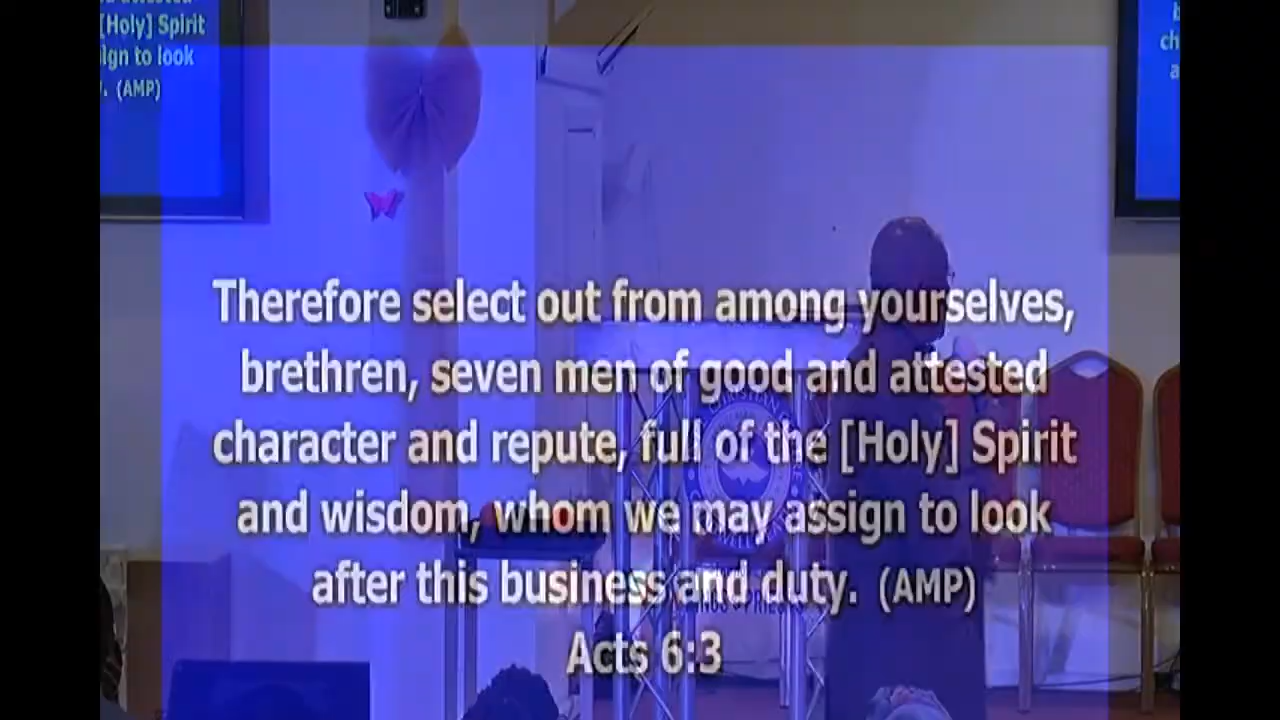 [Holy] Spirit
ign to look
. (AMP)
Therefore select out from among yourselves,
brethren, seven men of good and attested
character and repute, full of the [Holy] Spirit
and wisdom, whom we may assign to look
after this business and duty. (AMP)
Acts 6:3